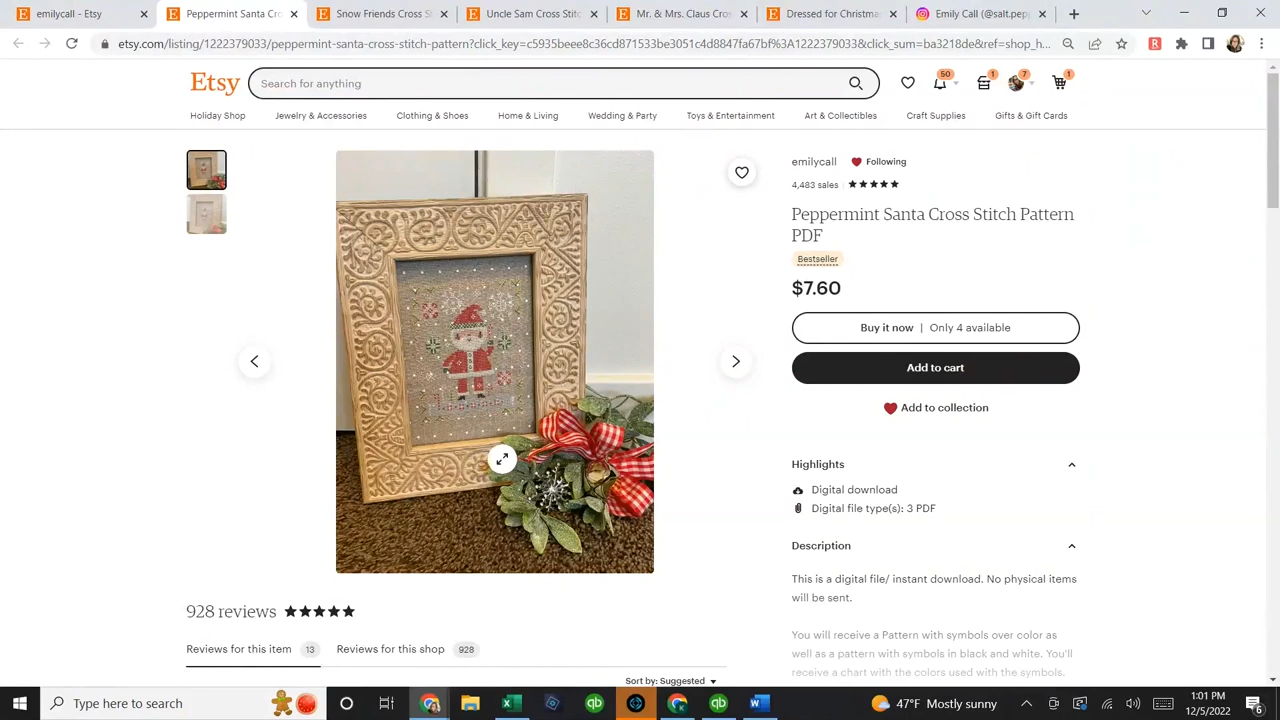 emilycall - Etsy
Peppermint Santa Cro
Snow Friends Cross S
Uncle Sam Cross Stitc
Mr. & Mrs. Claus Cros
Dressed for Christma
Emily Call (@salt.pep
etsy.com/listing/1222379033/peppermint-santa-cross-stitch-pattern?click_key=c835beee8c36cd871533be3051c4d8847fa67bf%3A1222379033&click_sum=ba3218de&ref=shop_h...
Etsy
Search for anything
50
1
7
1
Holiday Shop
Jewelry & Accessories
Clothing & Shoes
Home & Living
Wedding & Party
Toys & Entertainment
Art & Collectibles
Craft Supplies
Gifts & Gift Cards
emilycall
Following
4,483 sales
Peppermint Santa Cross Stitch Pattern
PDF
Bestseller
$7.60
Buy it now | Only 4 available
Add to cart
Add to collection
Highlights
Digital download
Digital file type(s): 3 PDF
Description
This is a digital file/ instant download. No physical items
will be sent.
You will receive a Pattern with symbols over color as
well as a pattern with symbols in black and white. You'll
receive a chart with the colors used with the symbols.
928 reviews
Reviews for this item 13
Reviews for this shop 928
Sort by: Suggested
Type here to search
47°F Mostly sunny
1:01 PM
12/5/2022
6